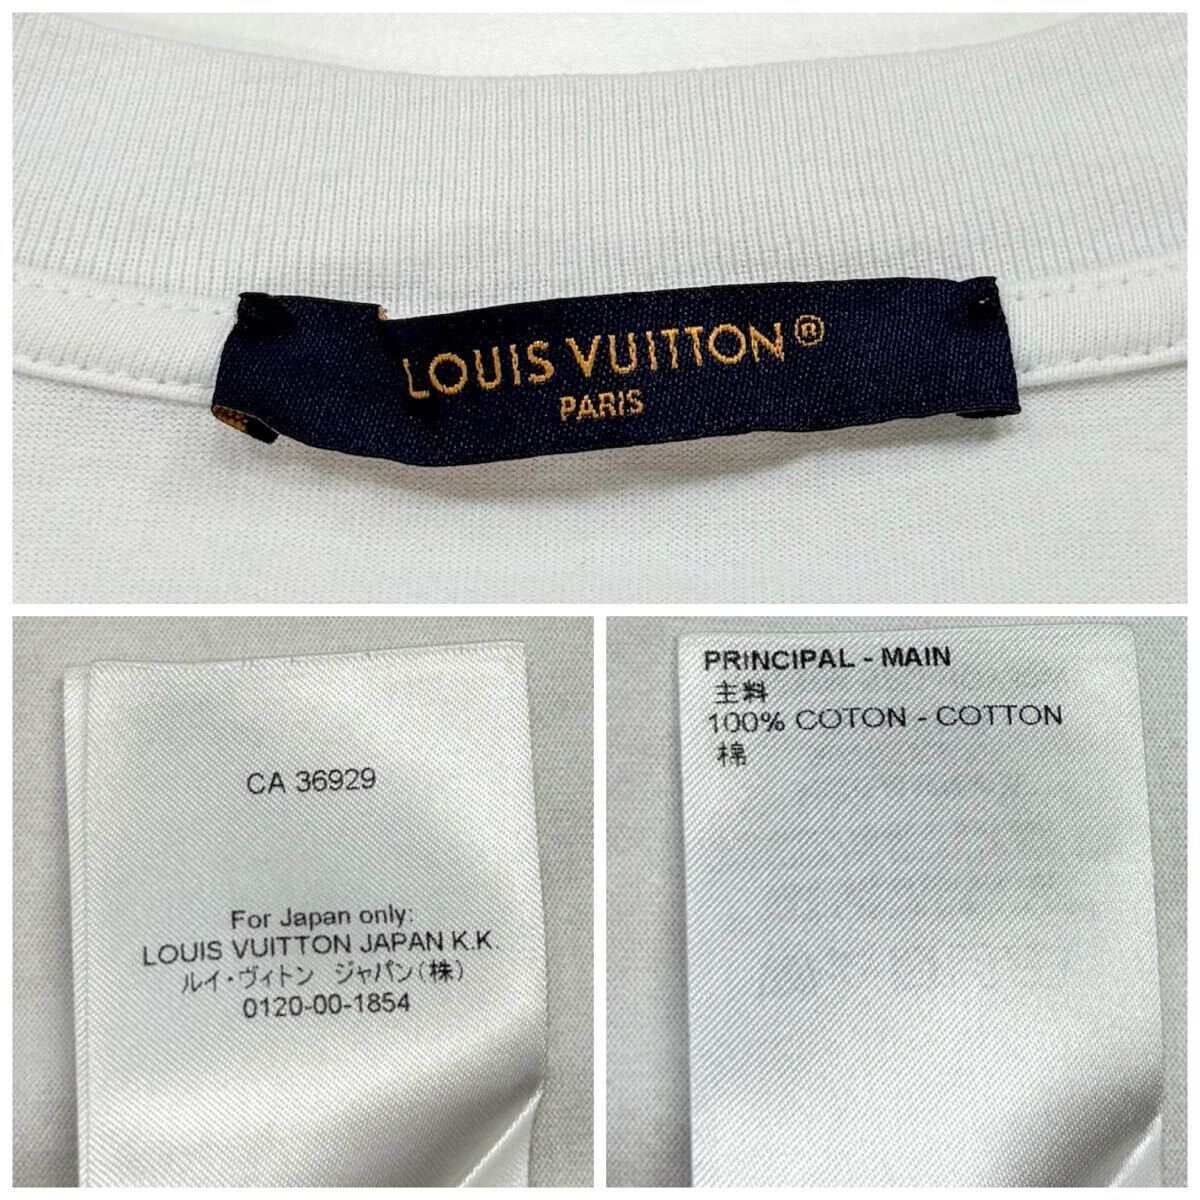 LOUIS VUITTON®
PARIS
CA 36929
For Japan only:
LOUIS VUITTON JAPAN K.K.
ルイ・ヴィトン ジャパン(株)
0120-00-1854
PRINCIPAL - MAIN
主料
100% COTON - COTTON
棉